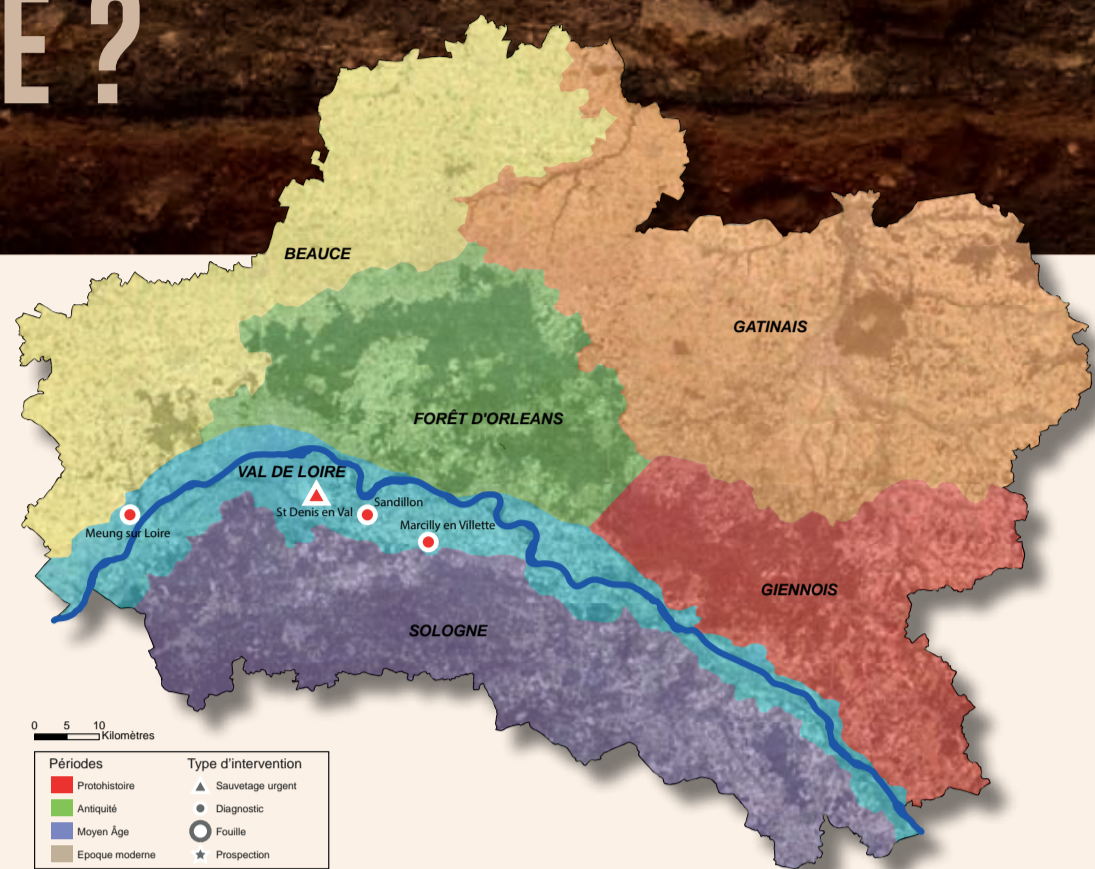 E ?
BEAUCE
GATINAIS
FORÊT D'ORLEANS
VAL DE LOIRE
St Denis en Val
Sandillon
Meung sur Loire
Marcilly en Villette
GIENNOIS
SOLOGNE
0 5 10
Kilomètres
Périodes
Protohistoire
Antiquité
Moyen Âge
Epoque moderne
Type d'intervention
Sauvetage urgent
Diagnostic
Fouille
Prospection